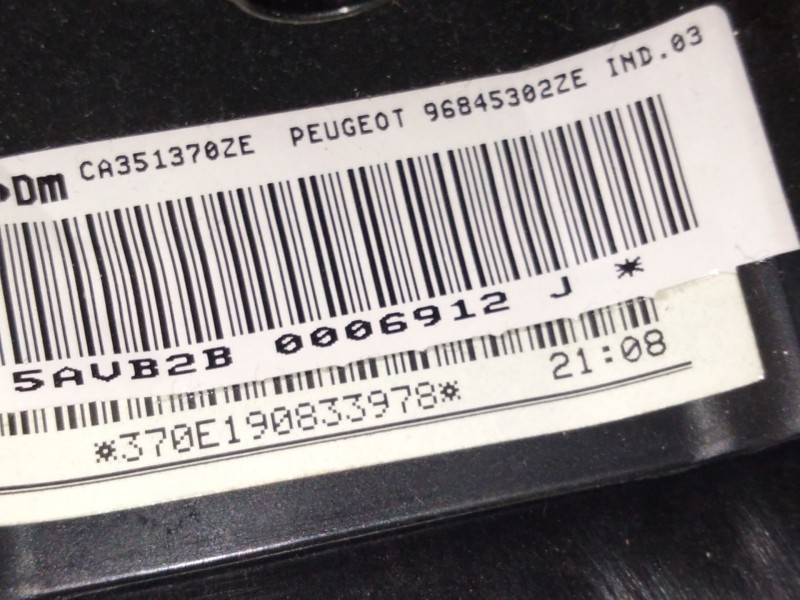 Dm CA351370ZE PEUGEOT 96845302ZE IND.03
5AVB2B 0006912 J *
21:08
*370E190833978*